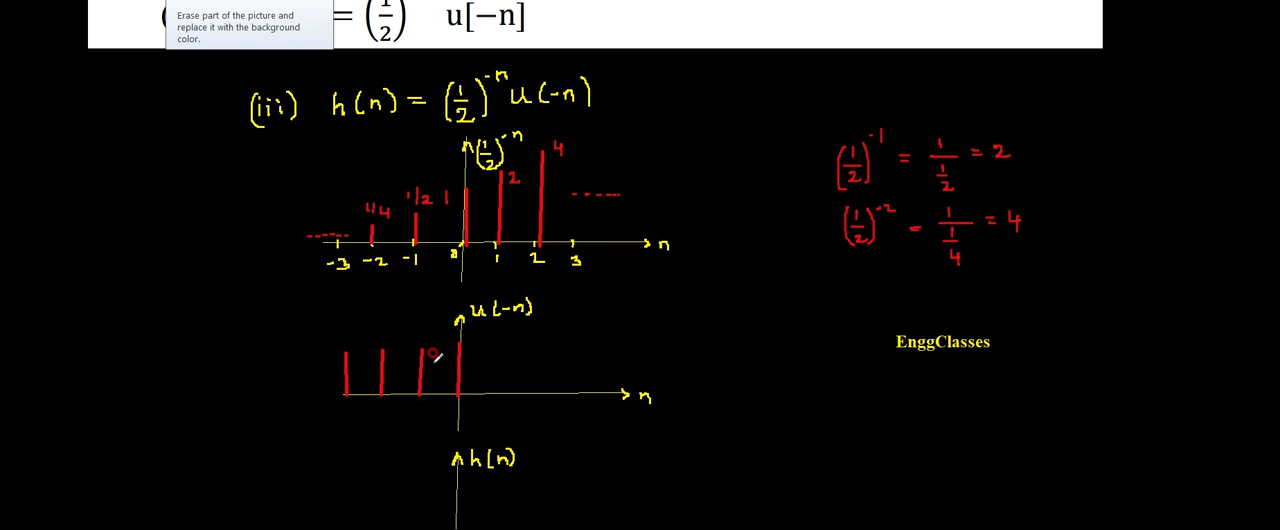 Erase part of the picture and
replace it with the background
color.
= (1/2) u[−n]
(iii) h(n) = (1/2)^-n u(-n)
(1/2)^-n
1/4 1/2 1 2 4 ......
...... -3 -2 -1 0 1 2 3 n
(1/2)^-1 = 1/(1/2) = 2
(1/2)^-2 = 1/(1/4) = 4
u(-n)
EnggClasses
n
h(n)